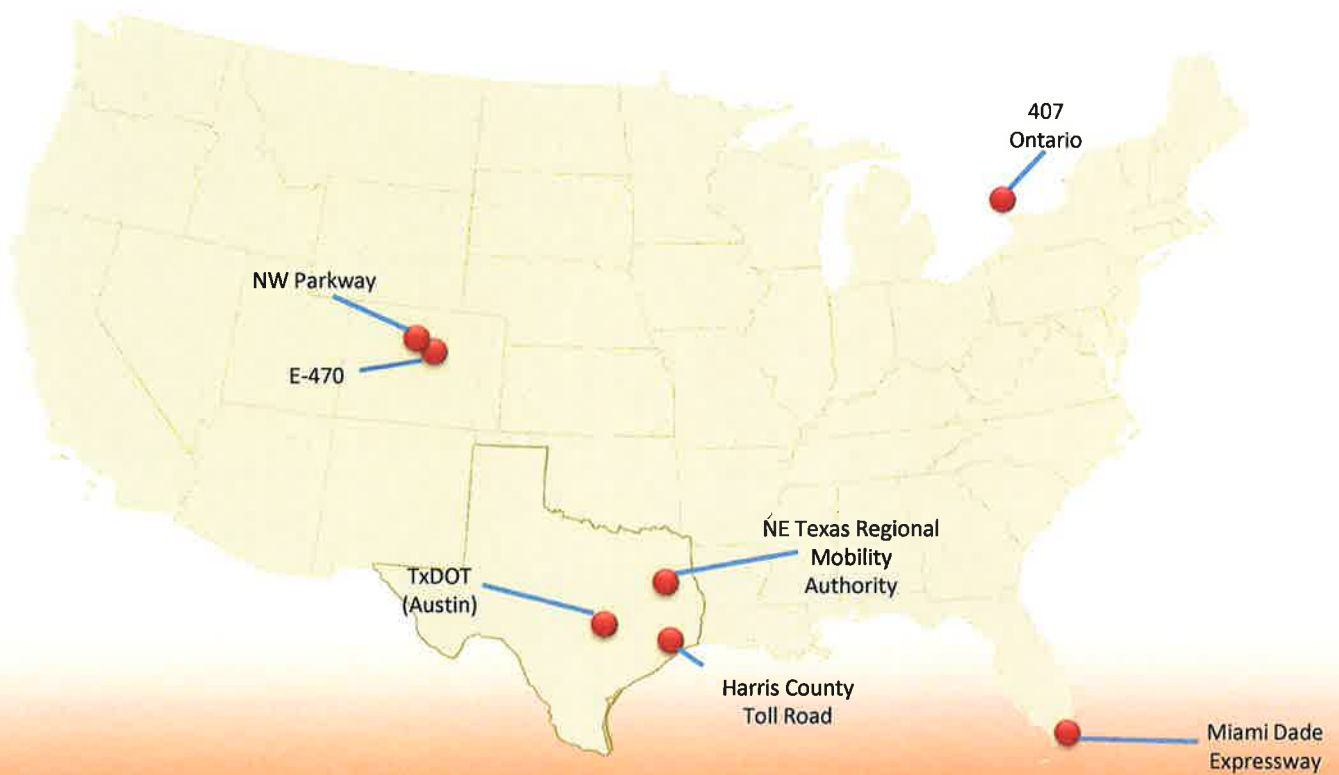 407
Ontario
NW Parkway
E-470
NE Texas Regional
Mobility
Authority
TxDOT
(Austin)
Harris County
Toll Road
Miami Dade
Expressway